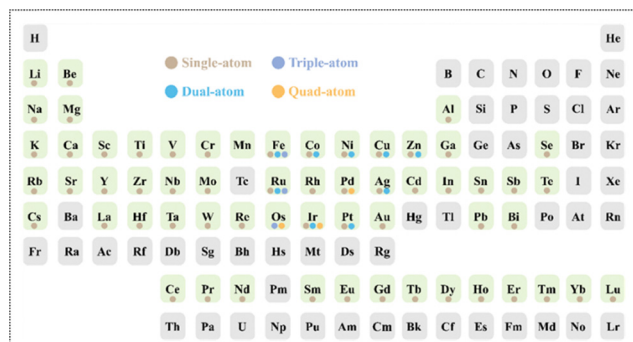 H He
Li Be Single-atom Triple-atom B C N O F Ne
Na Mg Dual-atom Quad-atom Al Si P S Cl Ar
K Ca Sc Ti V Cr Mn Fe Co Ni Cu Zn Ga Ge As Se Br Kr
Rb Sr Y Zr Nb Mo Tc Ru Rh Pd Ag Cd In Sn Sb Te I Xe
Cs Ba La Hf Ta W Re Os Ir Pt Au Hg Tl Pb Bi Po At Rn
Fr Ra Ac Rf Db Sg Bh Hs Mt Ds Rg
Ce Pr Nd Pm Sm Eu Gd Tb Dy Ho Er Tm Yb Lu
Th Pa U Np Pu Am Cm Bk Cf Es Fm Md No Lr